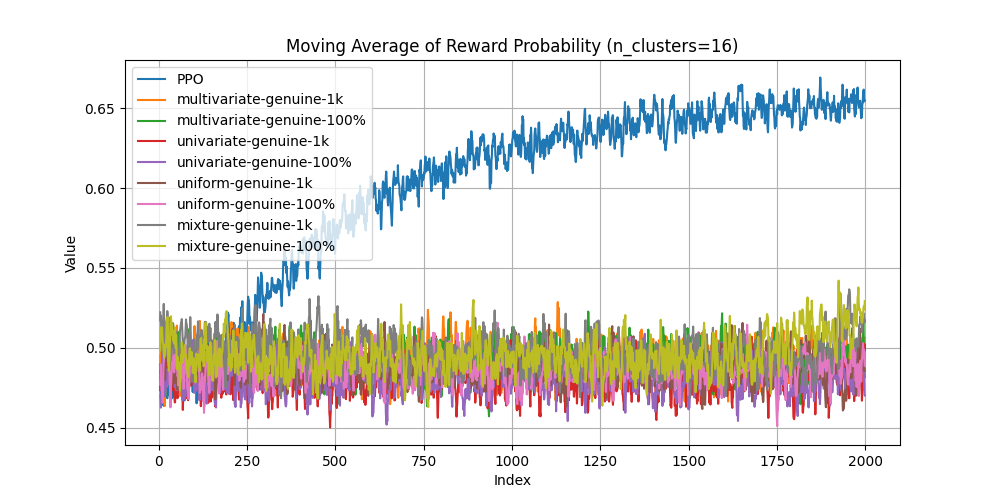 Moving Average of Reward Probability (n_clusters=16)
PPO
multivariate-genuine-1k
multivariate-genuine-100%
univariate-genuine-1k
univariate-genuine-100%
uniform-genuine-1k
uniform-genuine-100%
mixture-genuine-1k
mixture-genuine-100%
Value
0.65
0.60
0.55
0.50
0.45
0 250 500 750 1000 1250 1500 1750 2000
Index